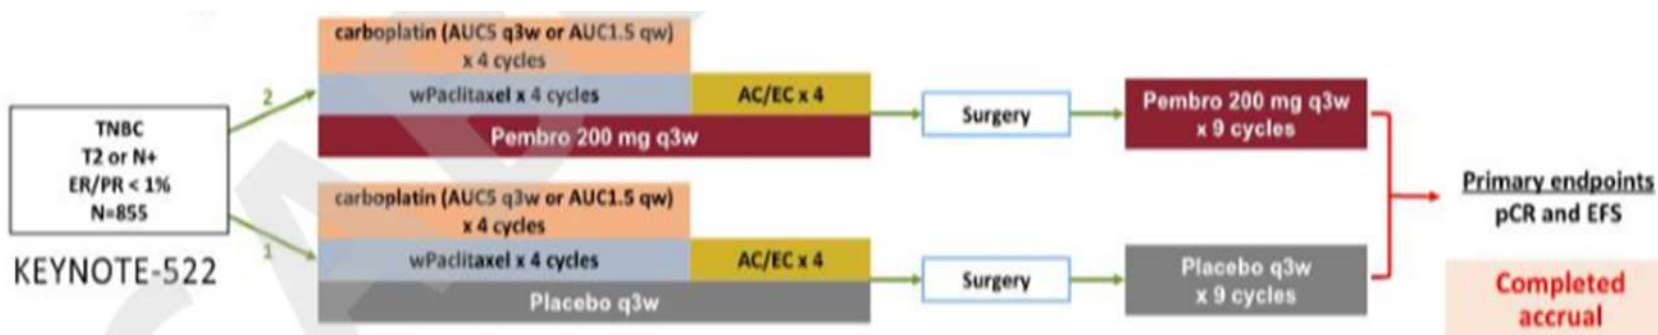 carboplatin (AUC5 q3w or AUC1.5 qw)
x 4 cycles
wPaclitaxel x 4 cycles
AC/EC x 4
Pembro 200 mg q3w
Surgery
Pembro 200 mg q3w
x 9 cycles
2
TNBC
T2 or N+
ER/PR < 1%
N=855
1
KEYNOTE-522
carboplatin (AUC5 q3w or AUC1.5 qw)
x 4 cycles
wPaclitaxel x 4 cycles
AC/EC x 4
Placebo q3w
Surgery
Placebo q3w
x 9 cycles
Primary endpoints
pCR and EFS
Completed
accrual